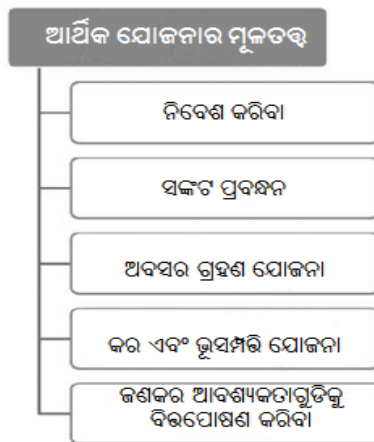 ଆର୍ଥିକ ଯୋଜନାର ମୂଳତତ୍ତ୍ୱ
ନିବେଶ କରିବା
ସଙ୍କଟ ପ୍ରବନ୍ଧନ
ଅବସର ଗ୍ରହଣ ଯୋଜନା
କର ଏବଂ ଭୂସମ୍ପତ୍ତି ଯୋଜନା
ଜଣକର ଆବଶ୍ୟକତାଗୁଡିକୁ
ବିତ୍ତପୋଷଣ କରିବା